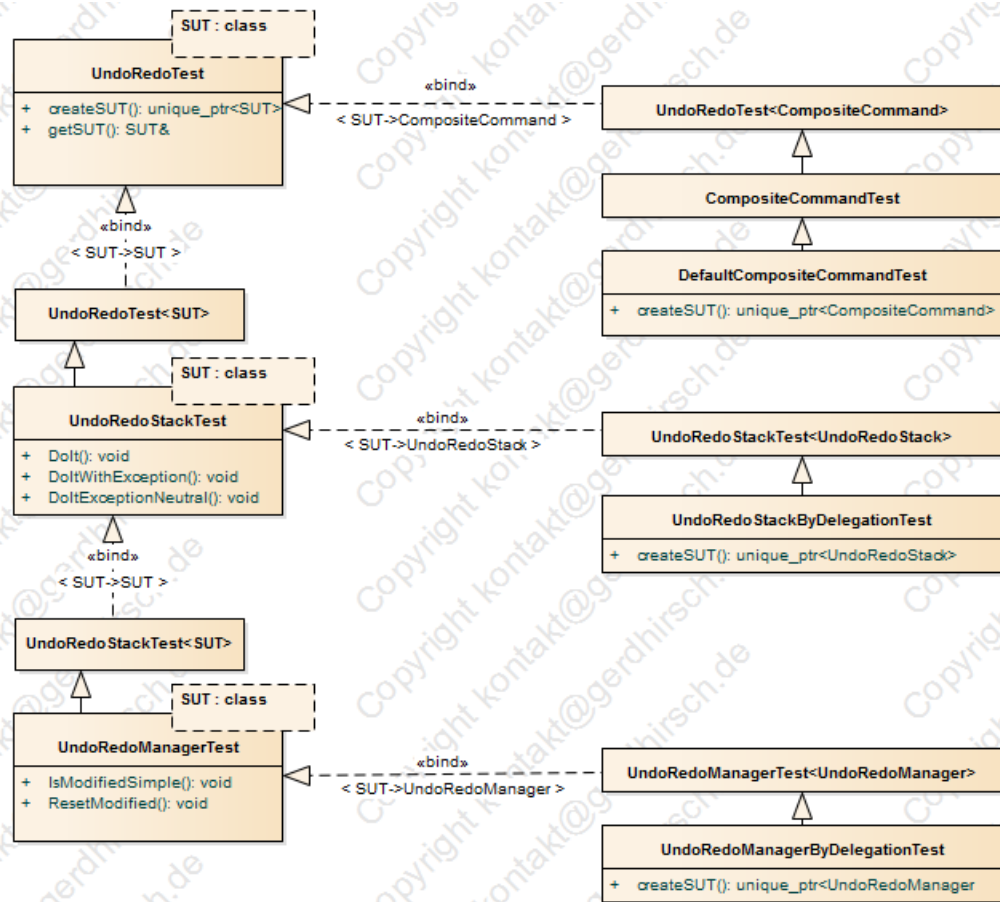 SUT : class
UndoRedoTest
+ createSUT(): unique_ptr<SUT>
+ getSUT(): SUT&
«bind»
< SUT->CompositeCommand >
UndoRedoTest<CompositeCommand>
CompositeCommandTest
DefaultCompositeCommandTest
+ createSUT(): unique_ptr<CompositeCommand>
«bind»
< SUT->SUT >
UndoRedoTest<SUT>
SUT : class
UndoRedoStackTest
+ DoIt(): void
+ DoItWithException(): void
+ DoItExceptionNeutral(): void
«bind»
< SUT->UndoRedoStack >
UndoRedoStackTest<UndoRedoStack>
UndoRedoStackByDelegationTest
+ createSUT(): unique_ptr<UndoRedoStack>
«bind»
< SUT->SUT >
UndoRedoStackTest<SUT>
SUT : class
UndoRedoManagerTest
+ IsModifiedSimple(): void
+ ResetModified(): void
«bind»
< SUT->UndoRedoManager >
UndoRedoManagerTest<UndoRedoManager>
UndoRedoManagerByDelegationTest
+ createSUT(): unique_ptr<UndoRedoManager
Copyright kontakt@gerdhirsch.de